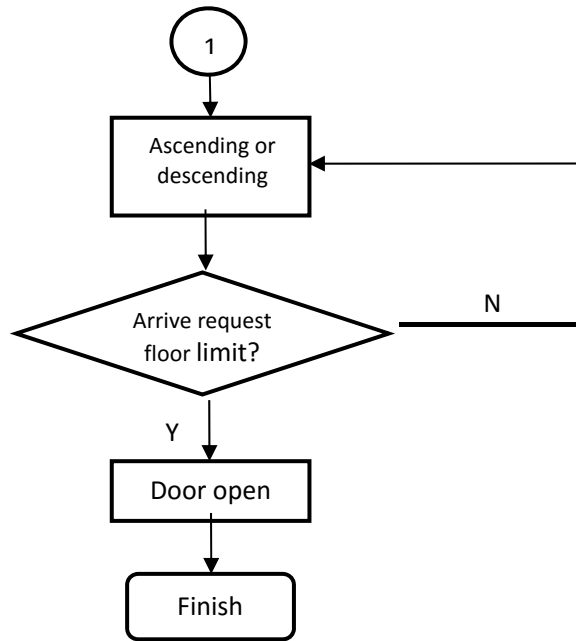 1
Ascending or
descending
Arrive request
floor limit?
N
Y
Door open
Finish